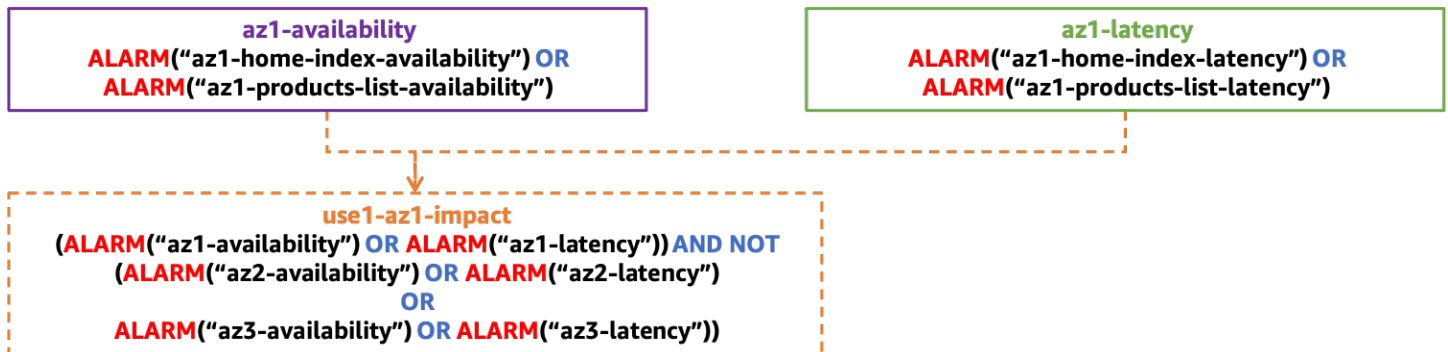 az1-availability
ALARM(“az1-home-index-availability”) OR
ALARM(“az1-products-list-availability”)
az1-latency
ALARM(“az1-home-index-latency”) OR
ALARM(“az1-products-list-latency”)
use1-az1-impact
(ALARM(“az1-availability”) OR ALARM(“az1-latency”)) AND NOT
(ALARM(“az2-availability”) OR ALARM(“az2-latency”)
OR
ALARM(“az3-availability”) OR ALARM(“az3-latency”))